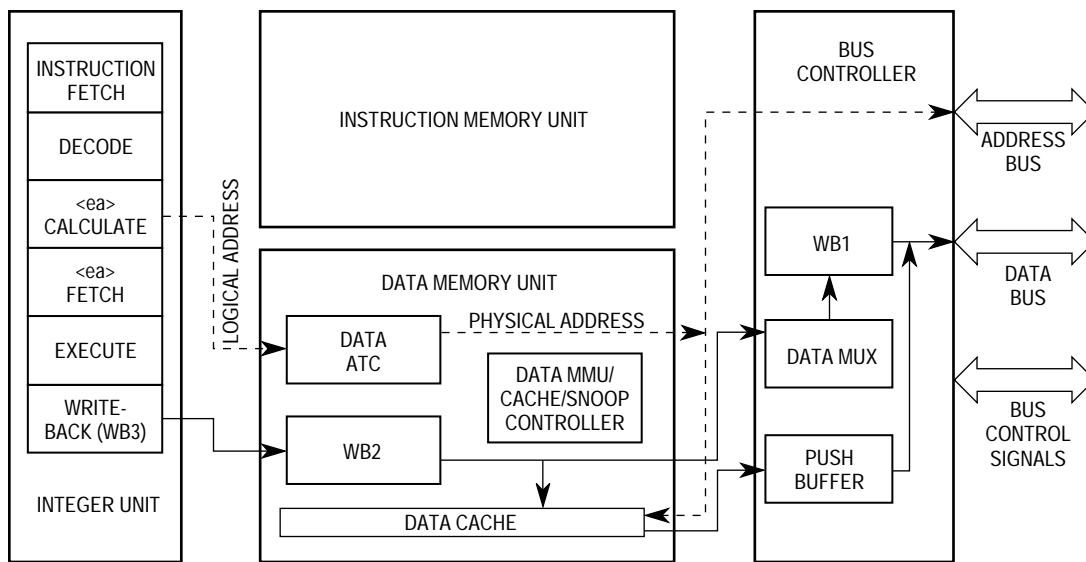 INSTRUCTION
FETCH
DECODE
<ea>
CALCULATE
<ea>
FETCH
EXECUTE
WRITE-
BACK (WB3)
INTEGER UNIT
LOGICAL ADDRESS
INSTRUCTION MEMORY UNIT
DATA MEMORY UNIT
DATA
ATC
PHYSICAL ADDRESS
DATA MMU/
CACHE/SNOOP
CONTROLLER
WB2
DATA CACHE
BUS
CONTROLLER
WB1
DATA MUX
PUSH
BUFFER
ADDRESS
BUS
DATA
BUS
BUS
CONTROL
SIGNALS